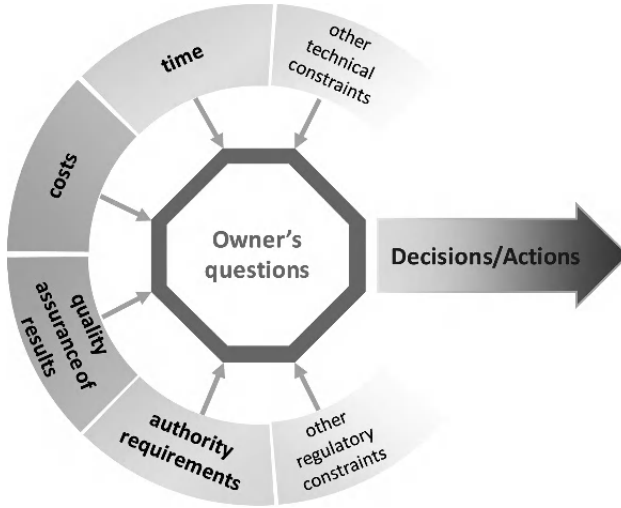 other
technical
constraints
time
costs
quality
assurance of
results
authority
requirements
other
regulatory
constraints
Owner's
questions
Decisions/Actions